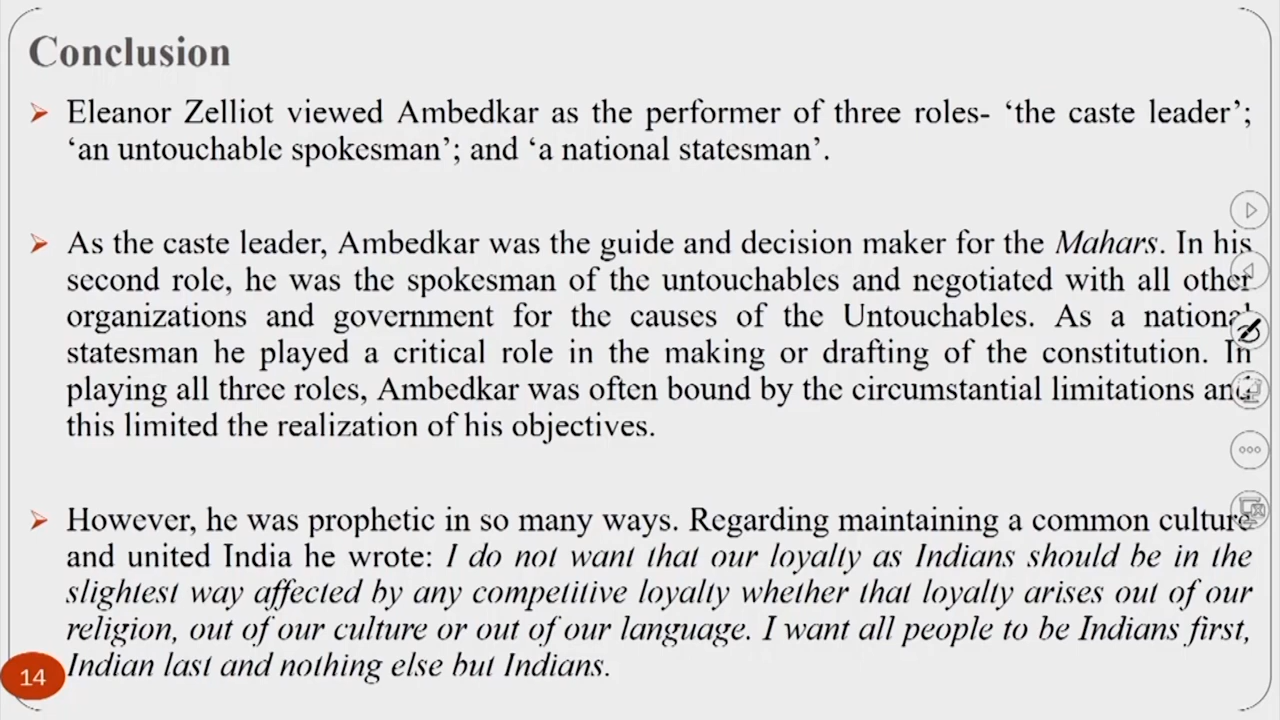 Conclusion
Eleanor Zelliot viewed Ambedkar as the performer of three roles- ‘the caste leader’;
‘an untouchable spokesman’; and ‘a national statesman’.
As the caste leader, Ambedkar was the guide and decision maker for the Mahars. In his
second role, he was the spokesman of the untouchables and negotiated with all other
organizations and government for the causes of the Untouchables. As a national
statesman he played a critical role in the making or drafting of the constitution. In
playing all three roles, Ambedkar was often bound by the circumstantial limitations and
this limited the realization of his objectives.
However, he was prophetic in so many ways. Regarding maintaining a common culture
and united India he wrote: I do not want that our loyalty as Indians should be in the
slightest way affected by any competitive loyalty whether that loyalty arises out of our
religion, out of our culture or out of our language. I want all people to be Indians first,
Indian last and nothing else but Indians.
14